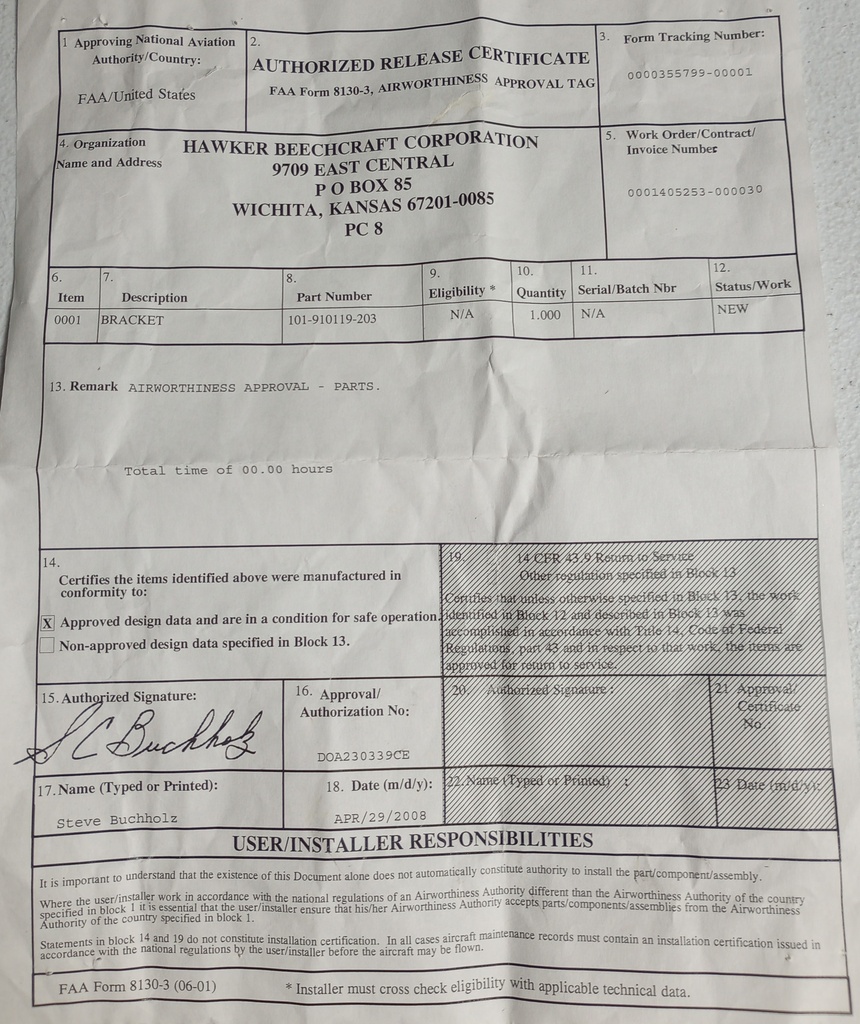 1 Approving National Aviation
Authority/Country:
FAA/United States
2.
AUTHORIZED RELEASE CERTIFICATE
FAA Form 8130-3, AIRWORTHINESS APPROVAL TAG
3. Form Tracking Number:
0000355799-00001
4. Organization
Name and Address
HAWKER BEECHCRAFT CORPORATION
9709 EAST CENTRAL
P O BOX 85
WICHITA, KANSAS 67201-0085
PC 8
5. Work Order/Contract/
Invoice Number
0001405253-000030
6.
Item
7.
Description
8.
Part Number
9.
Eligibility *
10.
Quantity
11.
Serial/Batch Nbr
12.
Status/Work
0001 BRACKET 101-910119-203 N/A 1.000 N/A NEW
13. Remark AIRWORTHINESS APPROVAL - PARTS.
Total time of 00.00 hours
14.
Certifies the items identified above were manufactured in
conformity to:
X Approved design data and are in a condition for safe operation.
Non-approved design data specified in Block 13.
19. 14 CFR 43.9 Return to Service
Other regulation specified in Block 13
Certifies that unless otherwise specified in Block 13, the work
identified in Block 12 and described in Block 13 was
accomplished in accordance with Title 14, Code of Federal
Regulations, part 43 and in respect to that work, the items are
approved for return to service.
15. Authorized Signature:
S C Buchholz
16. Approval/
Authorization No:
DOA230339CE
20. Authorized Signature:
21 Approval/
Certificate
No.
17. Name (Typed or Printed):
Steve Buchholz
18. Date (m/d/y):
APR/29/2008
22. Name (Typed or Printed) :
23 Date (m/d/y):
USER/INSTALLER RESPONSIBILITIES
It is important to understand that the existence of this Document alone does not automatically constitute authority to install the part/component/assembly.
Where the user/installer work in accordance with the national regulations of an Airworthiness Authority different than the Airworthiness Authority of the country
specified in block 1 it is essential that the user/installer ensure that his/her Airworthiness Authority accepts parts/components/assemblies from the Airworthiness
Authority of the country specified in block 1.
Statements in block 14 and 19 do not constitute installation certification. In all cases aircraft maintenance records must contain an installation certification issued in
accordance with the national regulations by the user/installer before the aircraft may be flown.
FAA Form 8130-3 (06-01)
* Installer must cross check eligibility with applicable technical data.